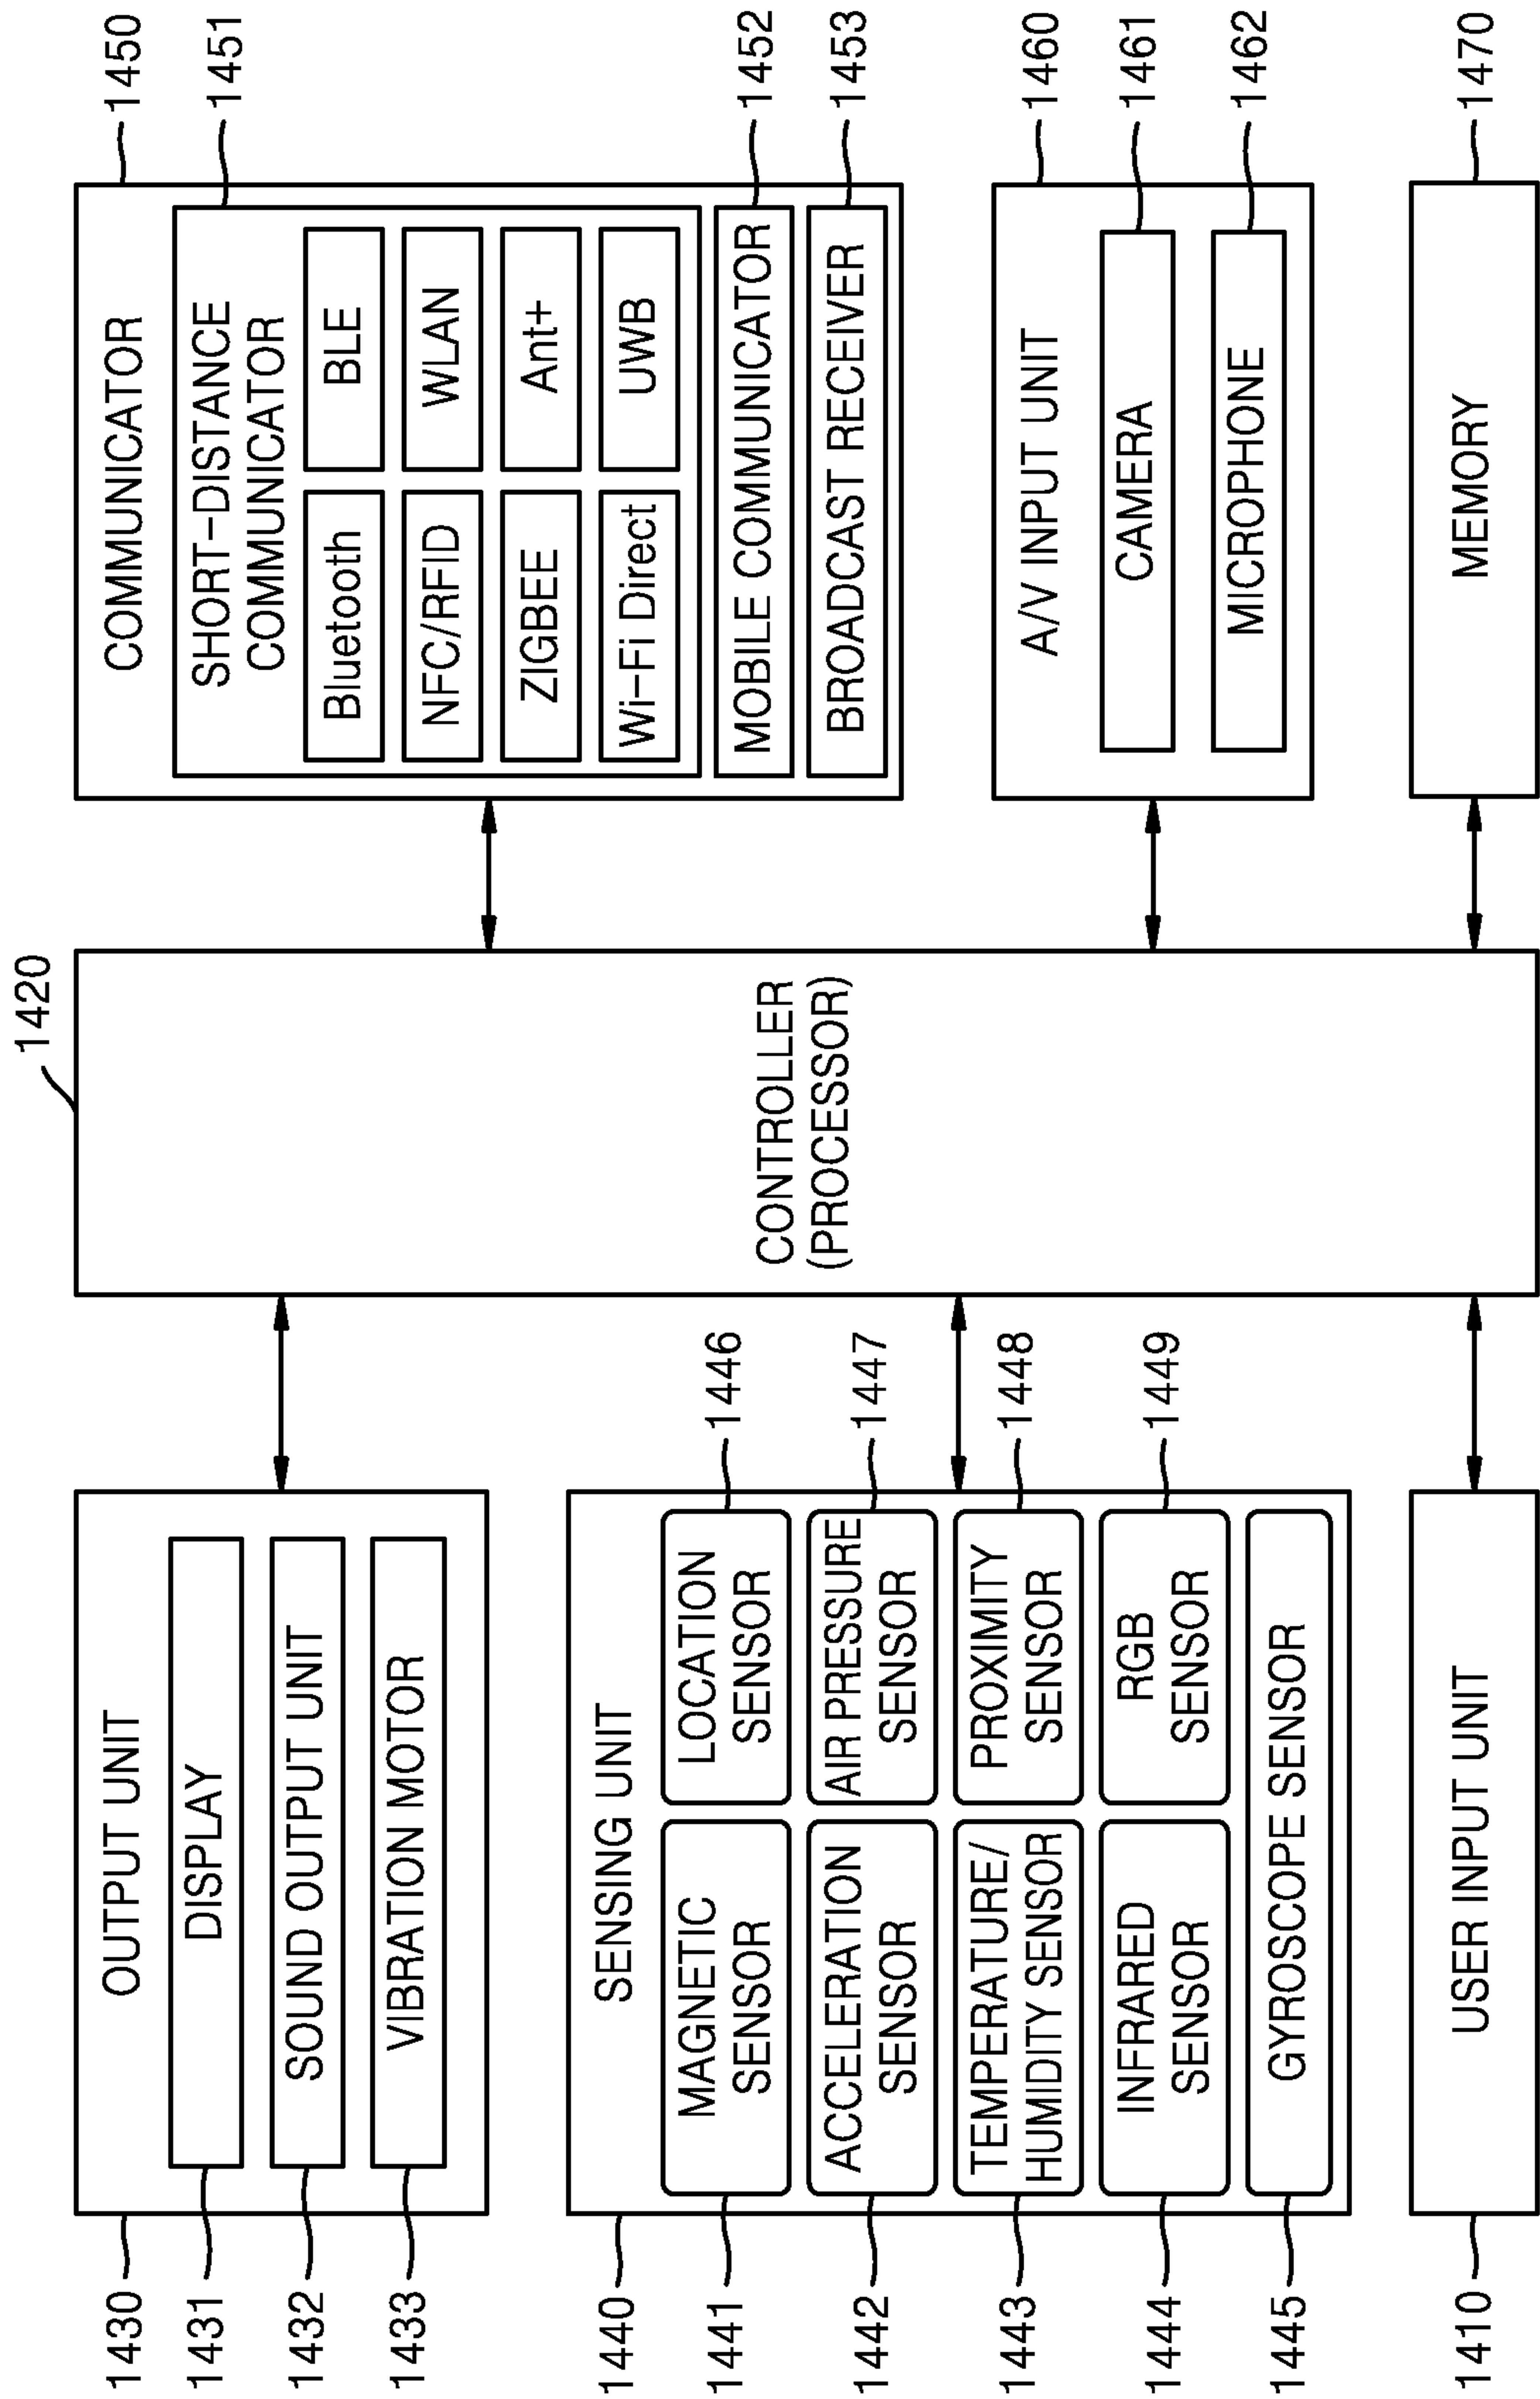 1420
1430
OUTPUT UNIT
1431
DISPLAY
1432
SOUND OUTPUT UNIT
1433
VIBRATION MOTOR
1440
SENSING UNIT
1441
MAGNETIC
SENSOR
LOCATION
SENSOR
1446
1442
ACCELERATION
SENSOR
AIR PRESSURE
SENSOR
1447
1443
TEMPERATURE/
HUMIDITY SENSOR
PROXIMITY
SENSOR
1448
1444
INFRARED
SENSOR
RGB
SENSOR
1449
1445
GYROSCOPE SENSOR
1410
USER INPUT UNIT
CONTROLLER
(PROCESSOR)
COMMUNICATOR
1450
SHORT-DISTANCE
COMMUNICATOR
1451
Bluetooth
BLE
NFC/RFID
WLAN
ZIGBEE
Ant+
Wi-Fi Direct
UWB
MOBILE COMMUNICATOR
1452
BROADCAST RECEIVER
1453
A/V INPUT UNIT
1460
CAMERA
1461
MICROPHONE
1462
MEMORY
1470